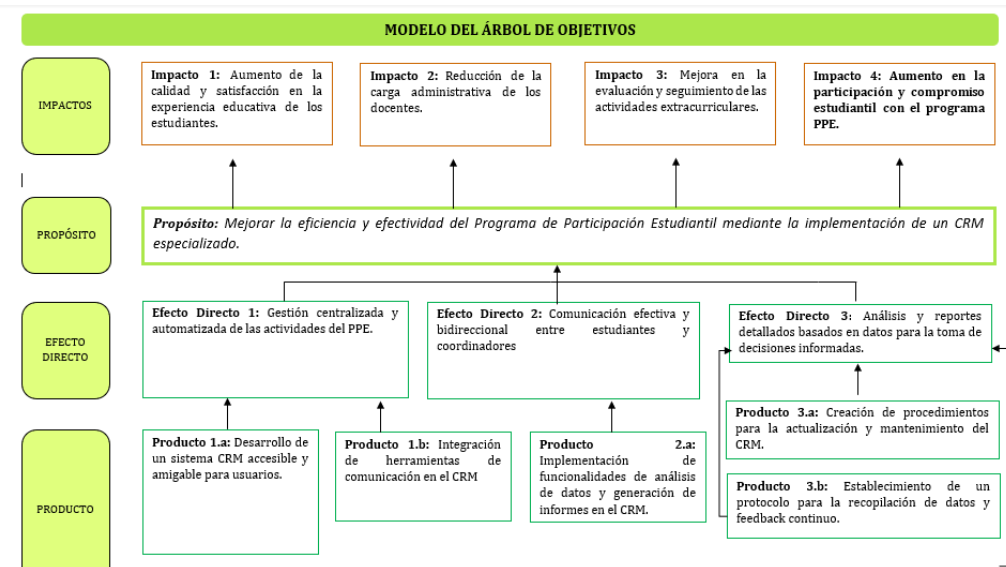 MODELO DEL ÁRBOL DE OBJETIVOS
IMPACTOS
Impacto 1: Aumento de la
calidad y satisfacción en la
experiencia educativa de los
estudiantes.
Impacto 2: Reducción de la
carga administrativa de los
docentes.
Impacto 3: Mejora en la
evaluación y seguimiento de las
actividades extracurriculares.
Impacto 4: Aumento en la
participación y compromiso
estudiantil con el programa
PPE.
PROPÓSITO
Propósito: Mejorar la eficiencia y efectividad del Programa de Participación Estudiantil mediante la implementación de un CRM
especializado.
EFECTO
DIRECTO
Efecto Directo 1: Gestión centralizada y
automatizada de las actividades del PPE.
Efecto Directo 2: Comunicación efectiva y
bidireccional entre estudiantes y
coordinadores
Efecto Directo 3: Análisis y reportes
detallados basados en datos para la toma de
decisiones informadas.
PRODUCTO
Producto 1.a: Desarrollo de
un sistema CRM accesible y
amigable para usuarios.
Producto 1.b: Integración
de herramientas de
comunicación en el CRM
Producto 2.a:
Implementación de
funcionalidades de análisis
de datos y generación de
informes en el CRM.
Producto 3.a: Creación de procedimientos
para la actualización y mantenimiento del
CRM.
Producto 3.b: Establecimiento de un
protocolo para la recopilación de datos y
feedback continuo.